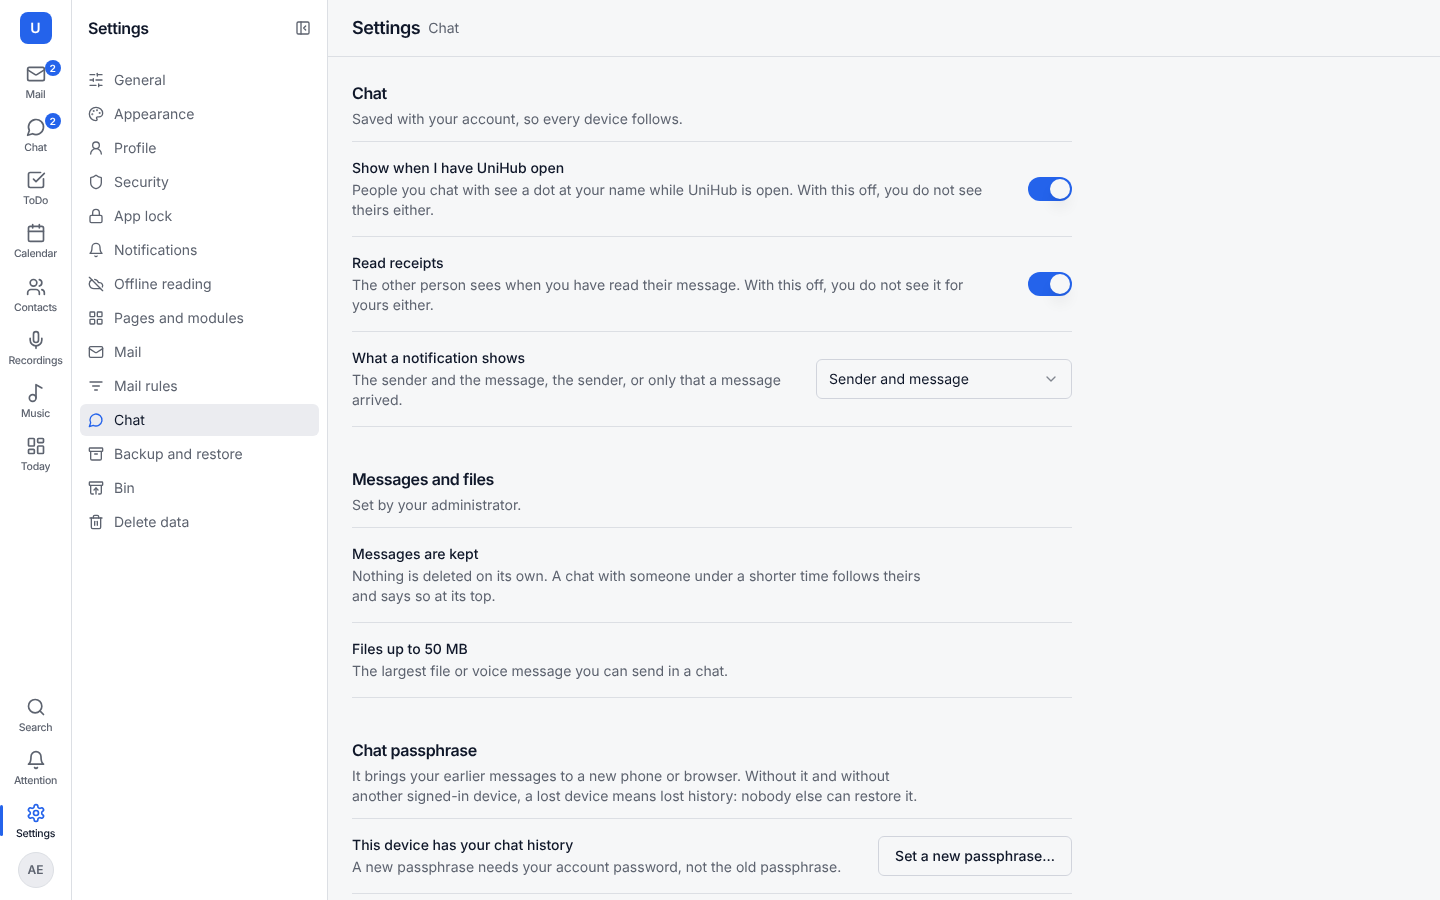 U
Settings
Settings Chat
2
Mail
2
Chat
ToDo
Calendar
Contacts
Recordings
Music
Today
Search
Attention
Settings
AE
General
Appearance
Profile
Security
App lock
Notifications
Offline reading
Pages and modules
Mail
Mail rules
Chat
Backup and restore
Bin
Delete data
Chat
Saved with your account, so every device follows.
Show when I have UniHub open
People you chat with see a dot at your name while UniHub is open. With this off, you do not see
theirs either.
Read receipts
The other person sees when you have read their message. With this off, you do not see it for
yours either.
What a notification shows
The sender and the message, the sender, or only that a message
arrived.
Sender and message
Messages and files
Set by your administrator.
Messages are kept
Nothing is deleted on its own. A chat with someone under a shorter time follows theirs
and says so at its top.
Files up to 50 MB
The largest file or voice message you can send in a chat.
Chat passphrase
It brings your earlier messages to a new phone or browser. Without it and without
another signed-in device, a lost device means lost history: nobody else can restore it.
This device has your chat history
A new passphrase needs your account password, not the old passphrase.
Set a new passphrase...